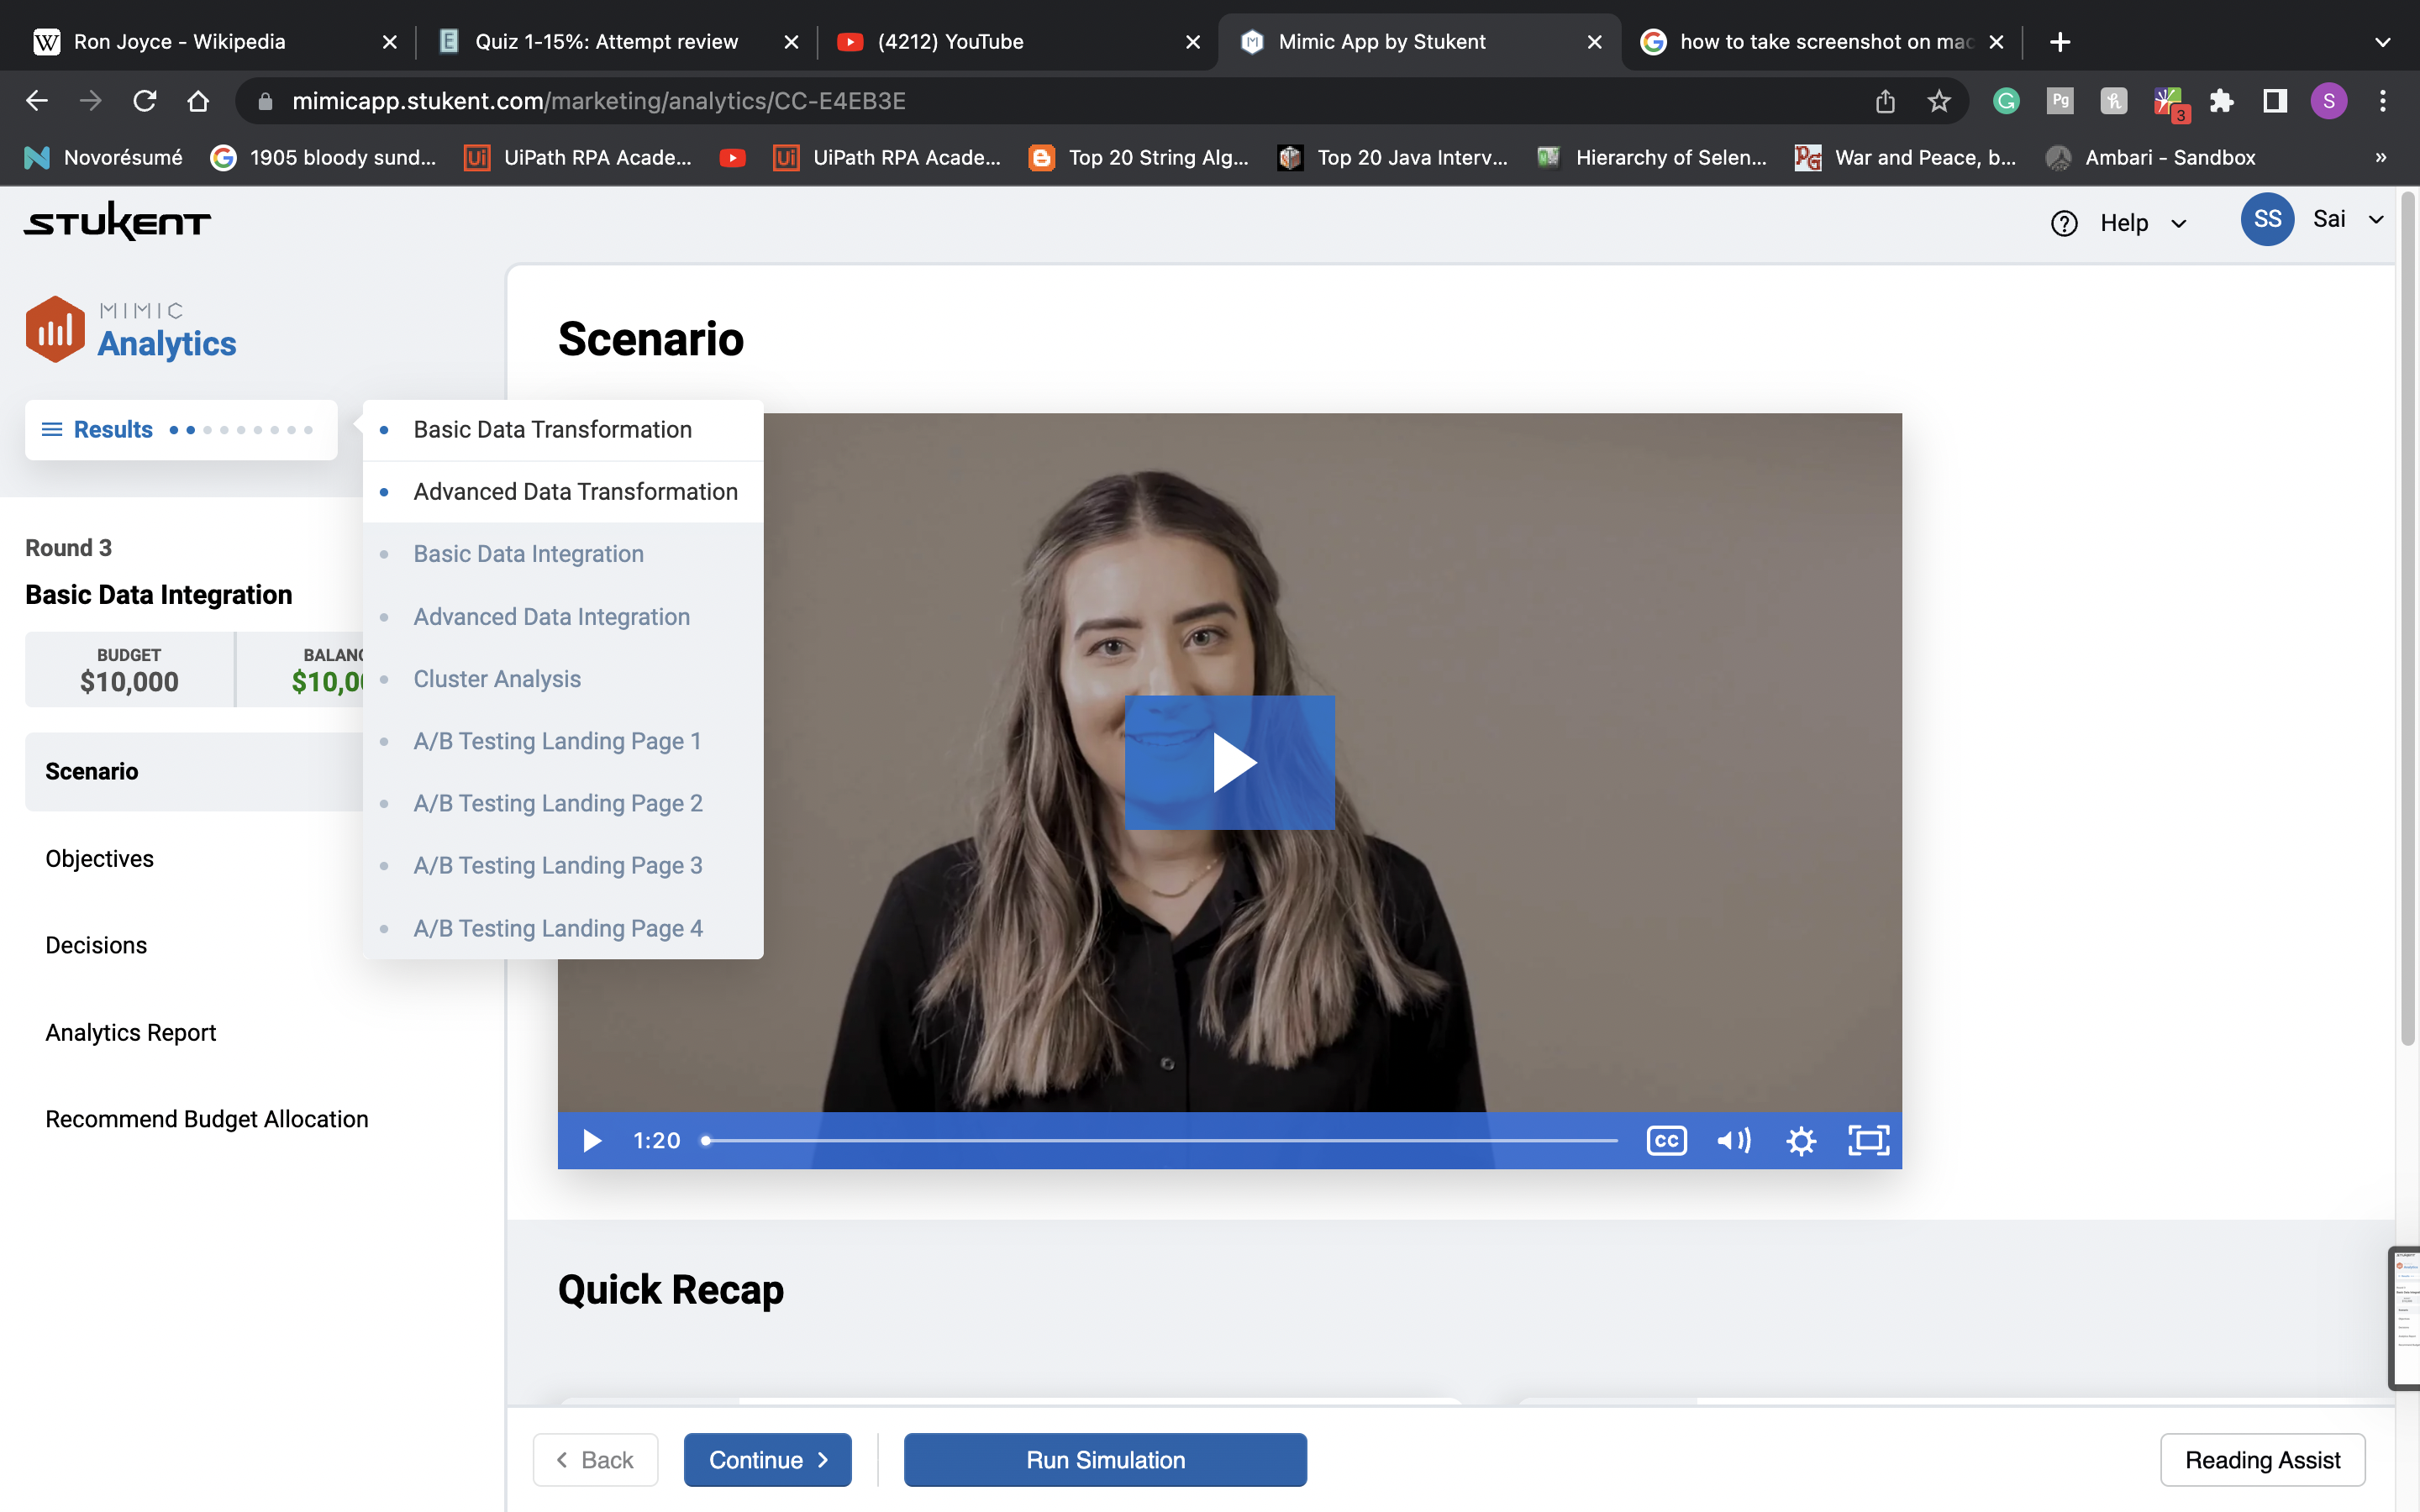 Ron Joyce - Wikipedia
Quiz 1-15%: Attempt review
(4212) YouTube
Mimic App by Stukent
how to take screenshot on mac
mimicapp.stukent.com/marketing/analytics/CC-E4EB3E
Pg
3
S
Novorésumé
1905 bloody sund...
UiPath RPA Acade...
UiPath RPA Acade...
Top 20 String Alg...
Top 20 Java Interv...
Hierarchy of Selen...
War and Peace, b...
Ambari - Sandbox
»
STUKENT
Help
SS
Sai
MIMIC
Analytics
Results
Basic Data Transformation
Advanced Data Transformation
Basic Data Integration
Advanced Data Integration
Cluster Analysis
A/B Testing Landing Page 1
A/B Testing Landing Page 2
A/B Testing Landing Page 3
A/B Testing Landing Page 4
Round 3
Basic Data Integration
BUDGET
$10,000
BALANC
$10,00
Scenario
Objectives
Decisions
Analytics Report
Recommend Budget Allocation
Scenario
1:20
CC
Quick Recap
Back
Continue
Run Simulation
Reading Assist